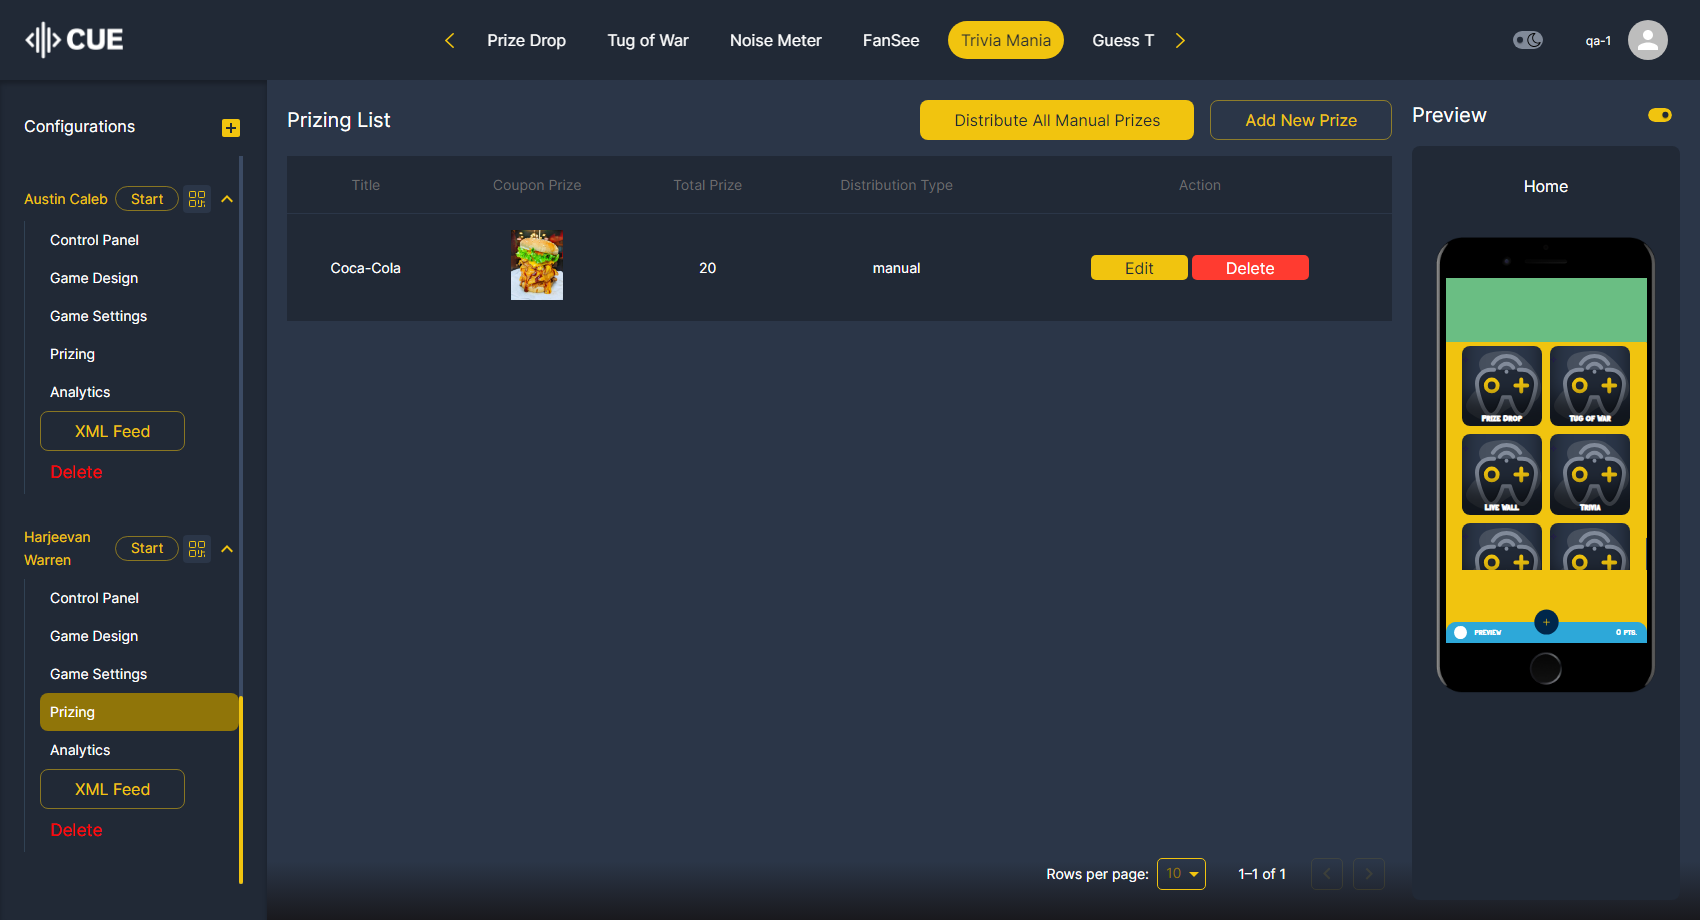 CUE
Prize Drop
Tug of War
Noise Meter
FanSee
Trivia Mania
Guess T
qa-1
Configurations
Austin Caleb
Start
Control Panel
Game Design
Game Settings
Prizing
Analytics
XML Feed
Delete
Harjeevan
Warren
Start
Control Panel
Game Design
Game Settings
Prizing
Analytics
XML Feed
Delete
Prizing List
Distribute All Manual Prizes
Add New Prize
Title
Coupon Prize
Total Prize
Distribution Type
Action
Coca-Cola
20
manual
Edit
Delete
Rows per page:
10
1–1 of 1
Preview
Home
Prize Drop
Tug of War
Live Wall
Trivia
PREVIEW
0 PTS.